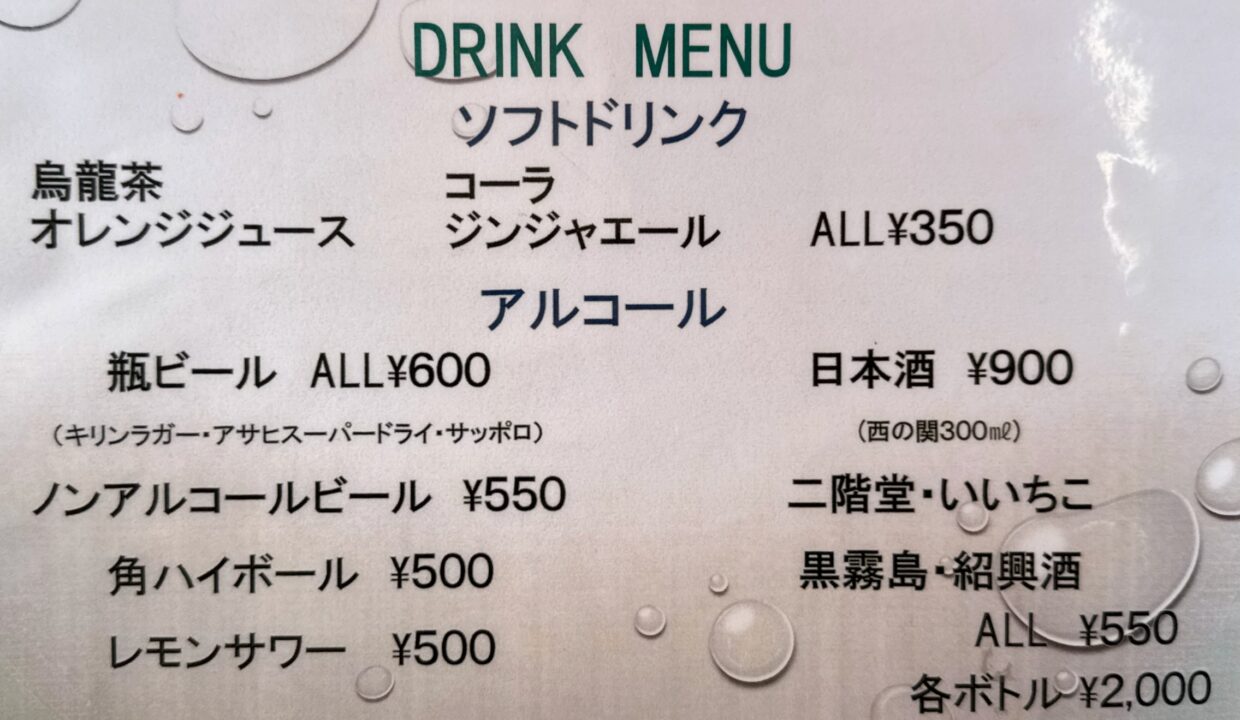 DRINK MENU
ソフトドリンク
烏龍茶 コーラ
オレンジジュース ジンジャエール ALL¥350
アルコール
瓶ビール ALL¥600 日本酒 ¥900
（キリンラガー・アサヒスーパードライ・サッポロ） （西の関300㎖）
ノンアルコールビール ¥550 二階堂・いいちこ
角ハイボール ¥500 黒霧島・紹興酒
ALL ¥550
レモンサワー ¥500
各ボトル ¥2,000